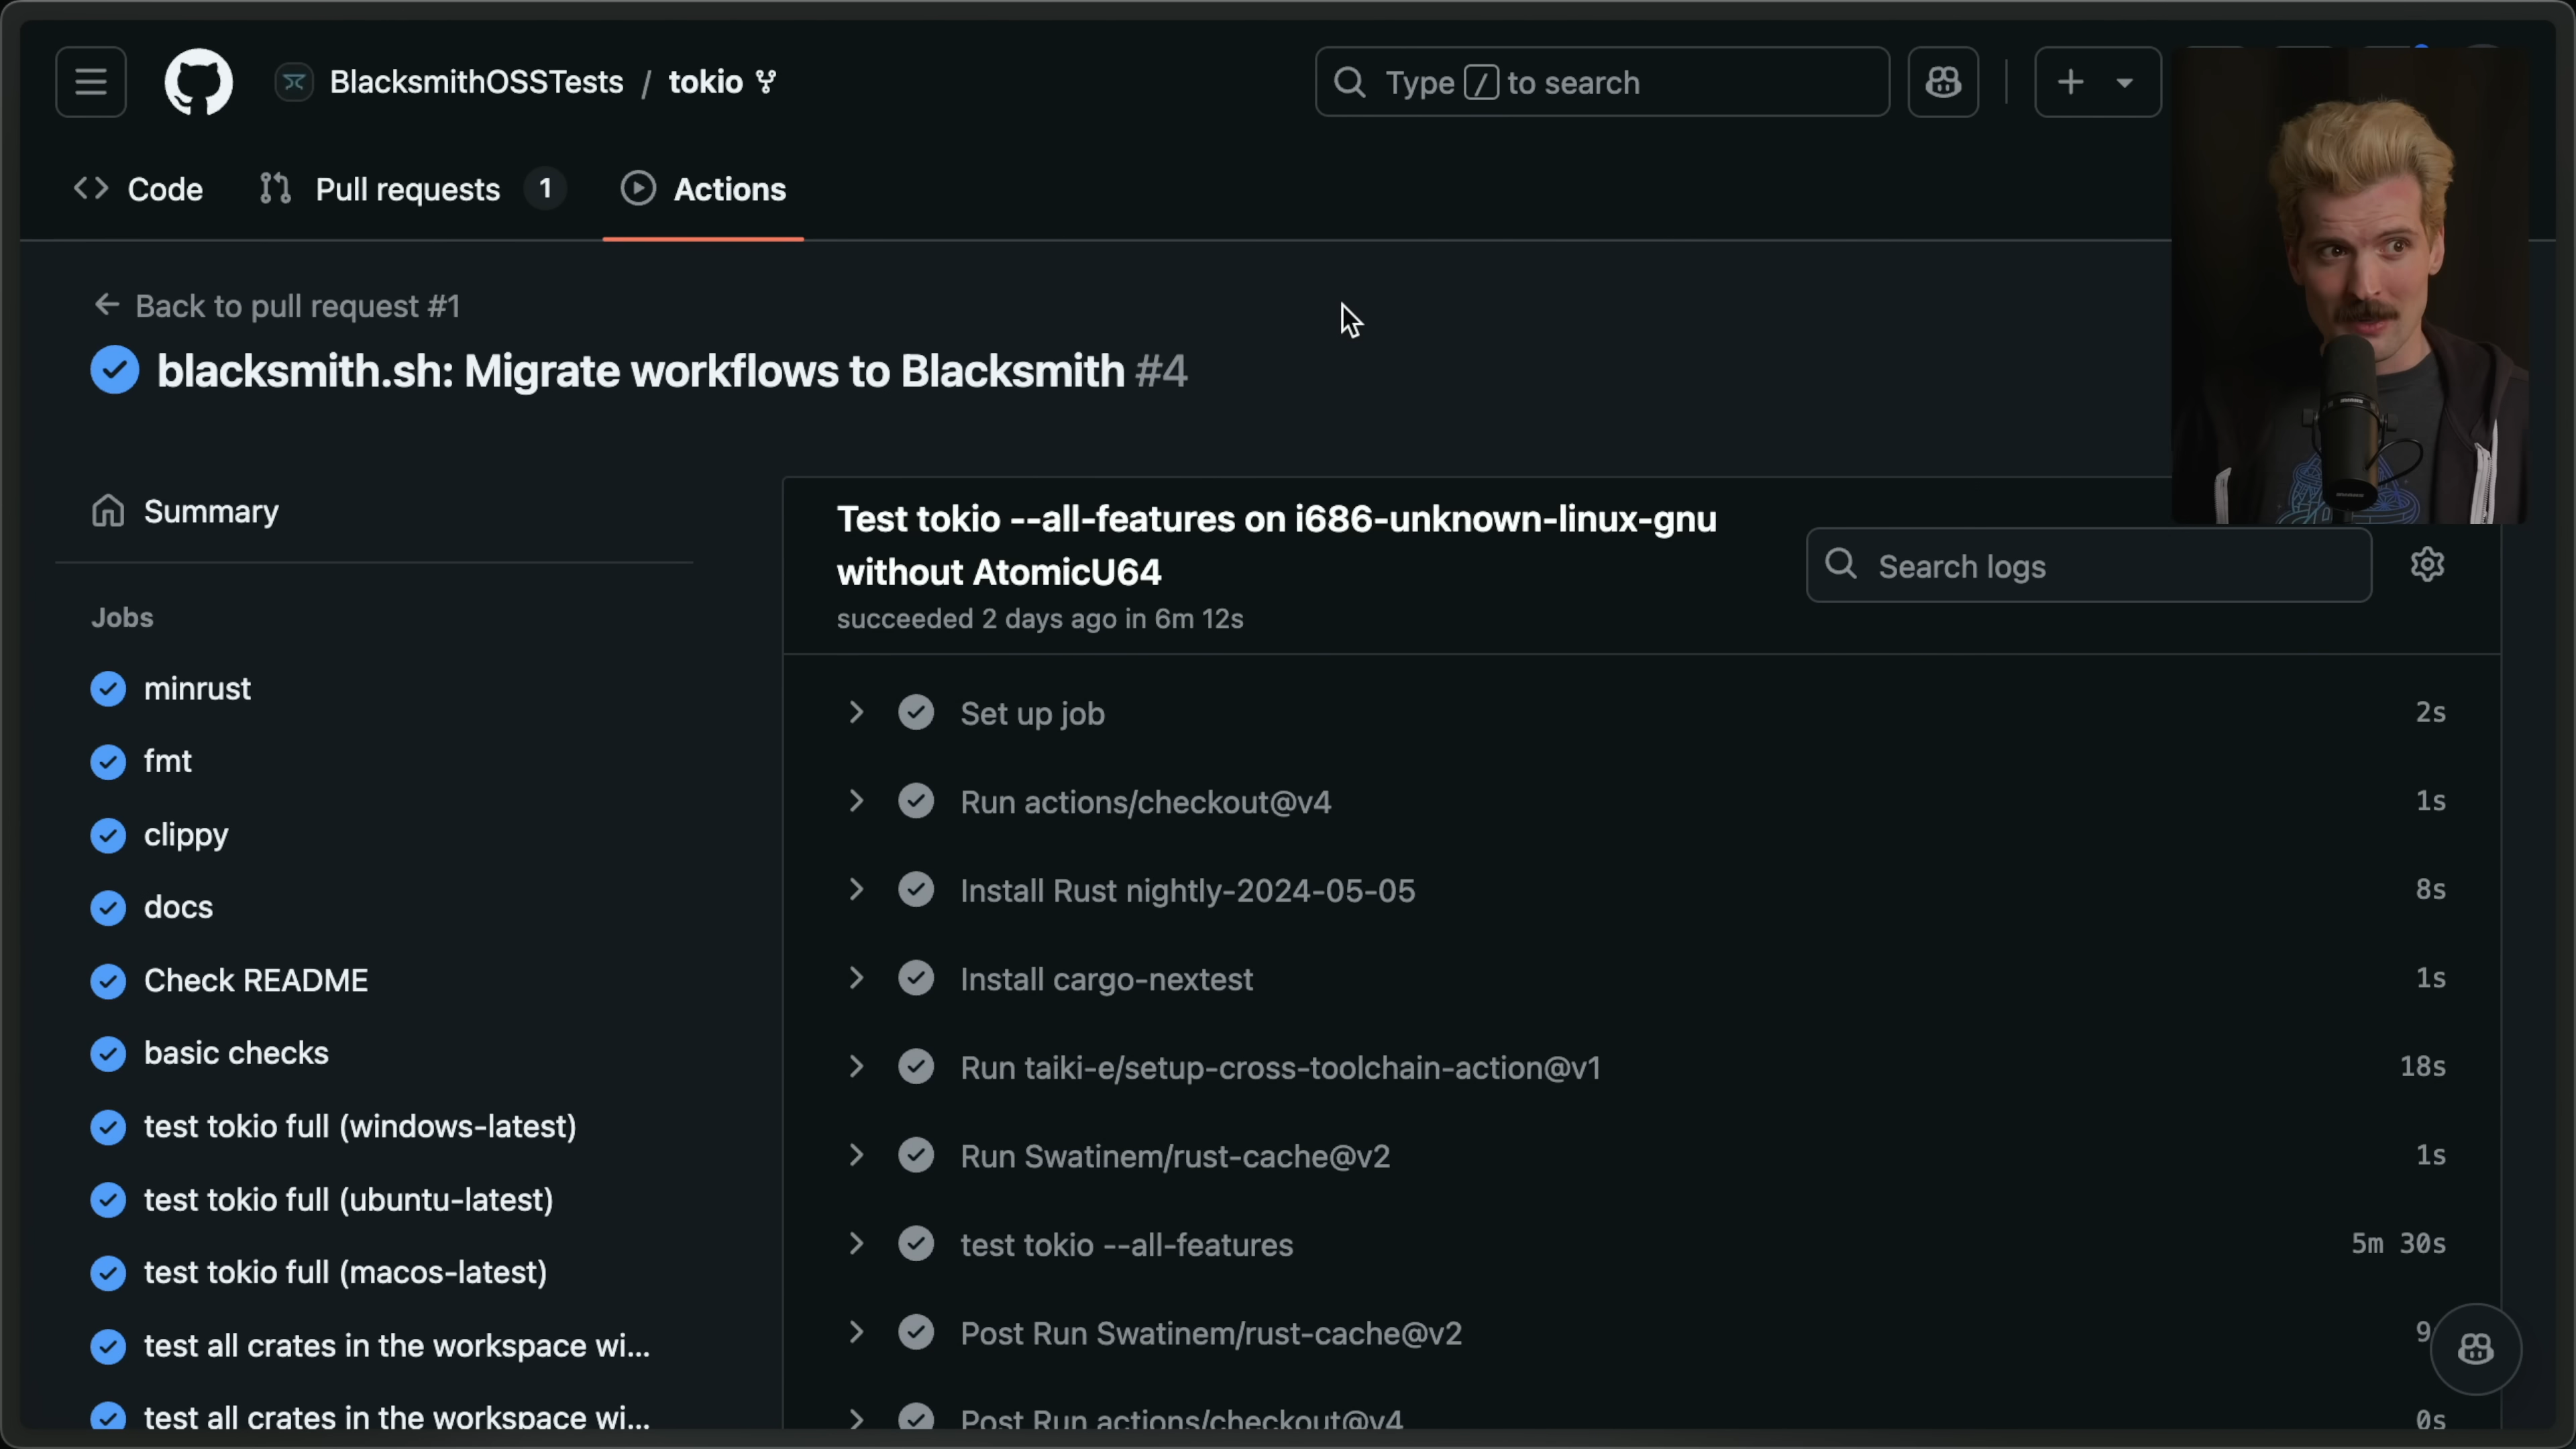 BlacksmithOSSTests / tokio
Type / to search
Code
Pull requests 1
Actions
Back to pull request #1
blacksmith.sh: Migrate workflows to Blacksmith #4
Summary
Jobs
minrust
fmt
clippy
docs
Check README
basic checks
test tokio full (windows-latest)
test tokio full (ubuntu-latest)
test tokio full (macos-latest)
test all crates in the workspace wi...
test all crates in the workspace wi...
Test tokio --all-features on i686-unknown-linux-gnu
without AtomicU64
succeeded 2 days ago in 6m 12s
Search logs
Set up job 2s
Run actions/checkout@v4 1s
Install Rust nightly-2024-05-05 8s
Install cargo-nextest 1s
Run taiki-e/setup-cross-toolchain-action@v1 18s
Run Swatinem/rust-cache@v2 1s
test tokio --all-features 5m 30s
Post Run Swatinem/rust-cache@v2 9
Post Run actions/checkout@v4 0s